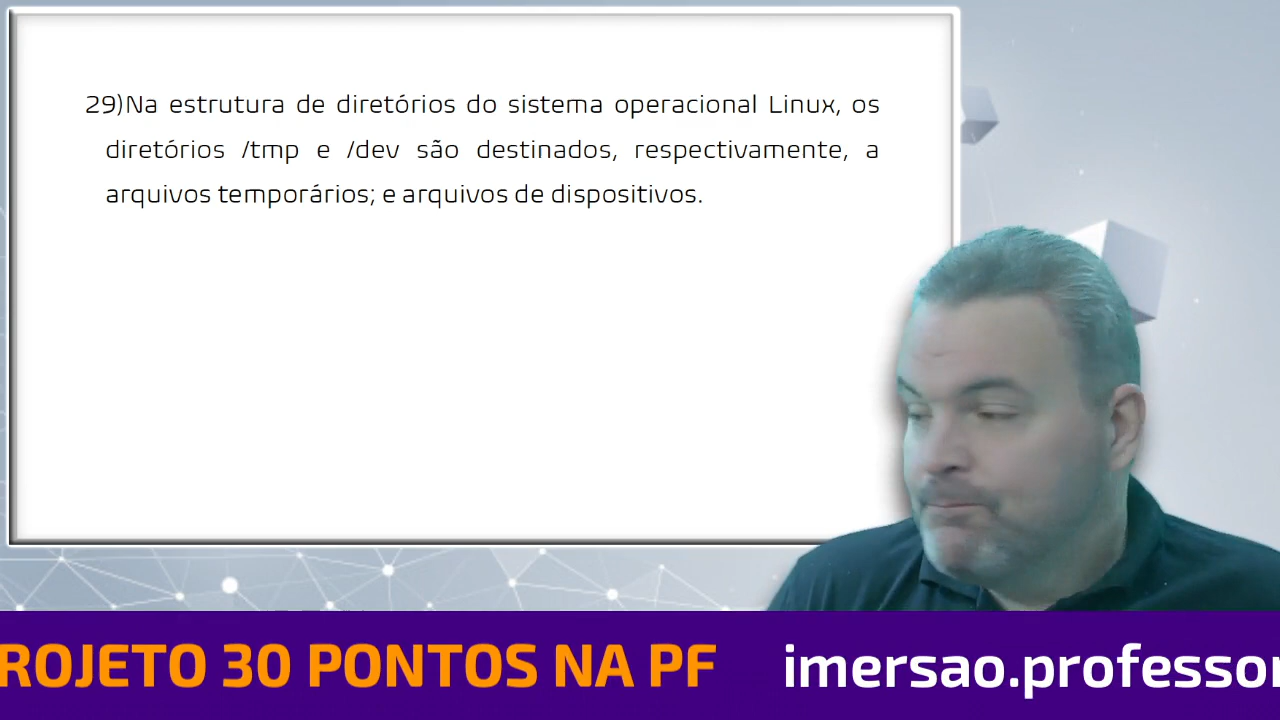 29)Na estrutura de diretórios do sistema operacional Linux, os
diretórios /tmp e /dev são destinados, respectivamente, a
arquivos temporários; e arquivos de dispositivos.
ROJETO 30 PONTOS NA PF imersao.professor